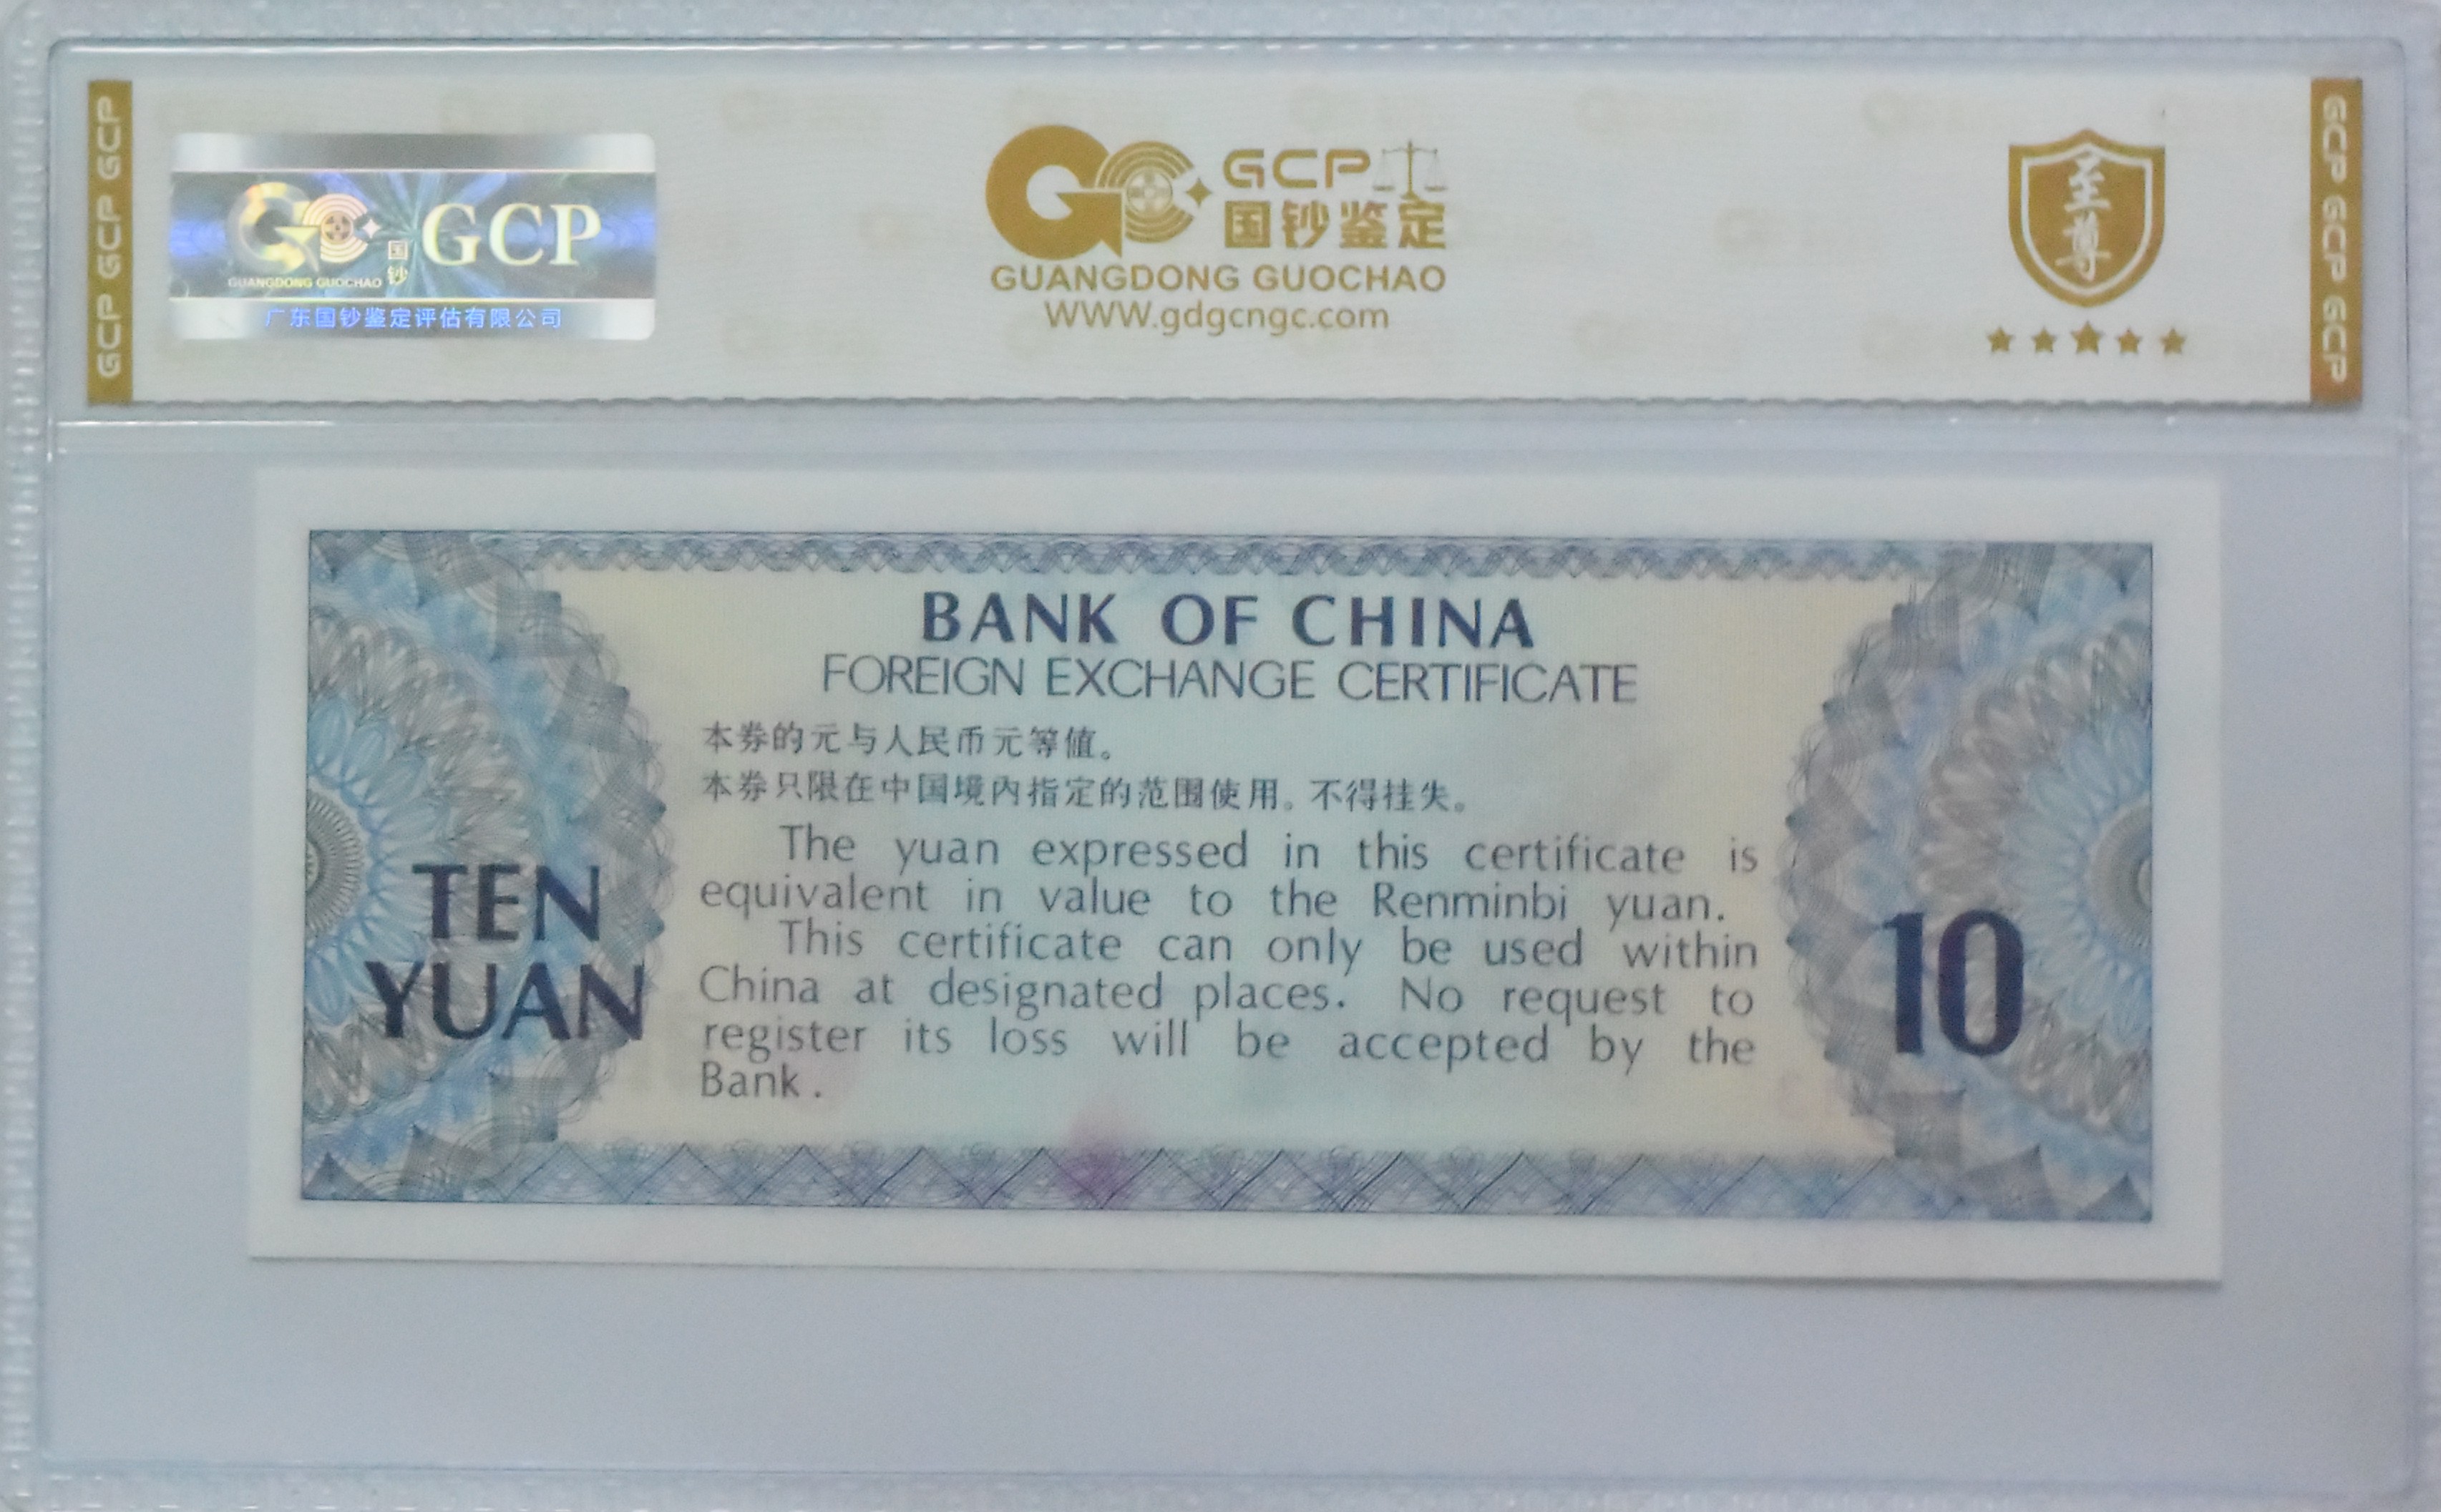 GCP GCP GCP
GCP
国钞
GUANGDONG GUOCHAO
广东国钞鉴定评估有限公司
GCP
国钞鉴定
GUANGDONG GUOCHAO
WWW.gdgcngc.com
至尊
GCP GCP GCP
BANK OF CHINA
FOREIGN EXCHANGE CERTIFICATE
本券的元与人民币元等值。
本券只限在中国境内指定的范围使用。不得挂失。
The yuan expressed in this certificate is
equivalent in value to the Renminbi yuan.
This certificate can only be used within
China at designated places. No request to
register its loss will be accepted by the
Bank.
TEN
YUAN
10